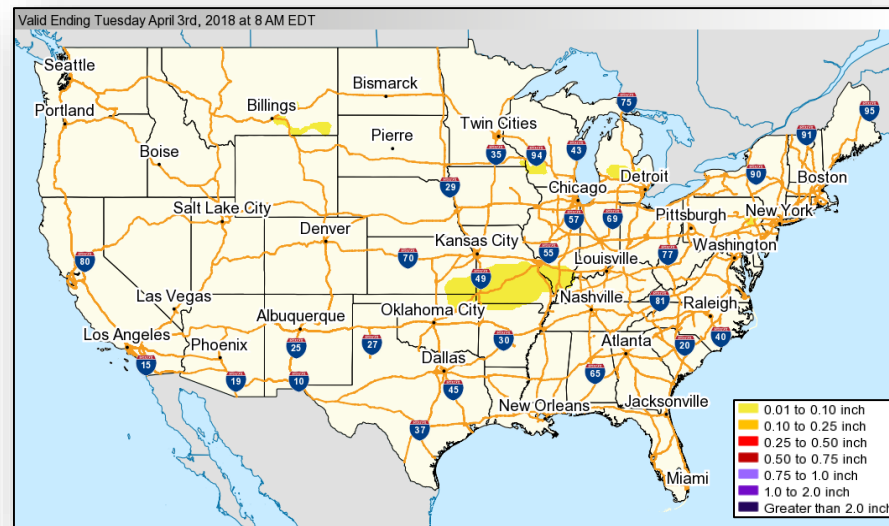 Valid Ending Tuesday April 3rd, 2018 at 8 AM EDT
Seattle
Portland
Billings
Bismarck
Pierre
Boise
Twin Cities
75
95
91
35
94
43
90
Boston
Detroit
Chicago
29
Salt Lake City
57
69
Pittsburgh
New York
Denver
Kansas City
Washington
80
70
55
Louisville
77
49
Las Vegas
Nashville
81
Raleigh
Albuquerque
Oklahoma City
Los Angeles
Phoenix
25
27
30
Atlanta
20
40
15
19
10
Dallas
45
65
New Orleans
Jacksonville
37
Miami
0.01 to 0.10 inch
0.10 to 0.25 inch
0.25 to 0.50 inch
0.50 to 0.75 inch
0.75 to 1.0 inch
1.0 to 2.0 inch
Greater than 2.0 inch